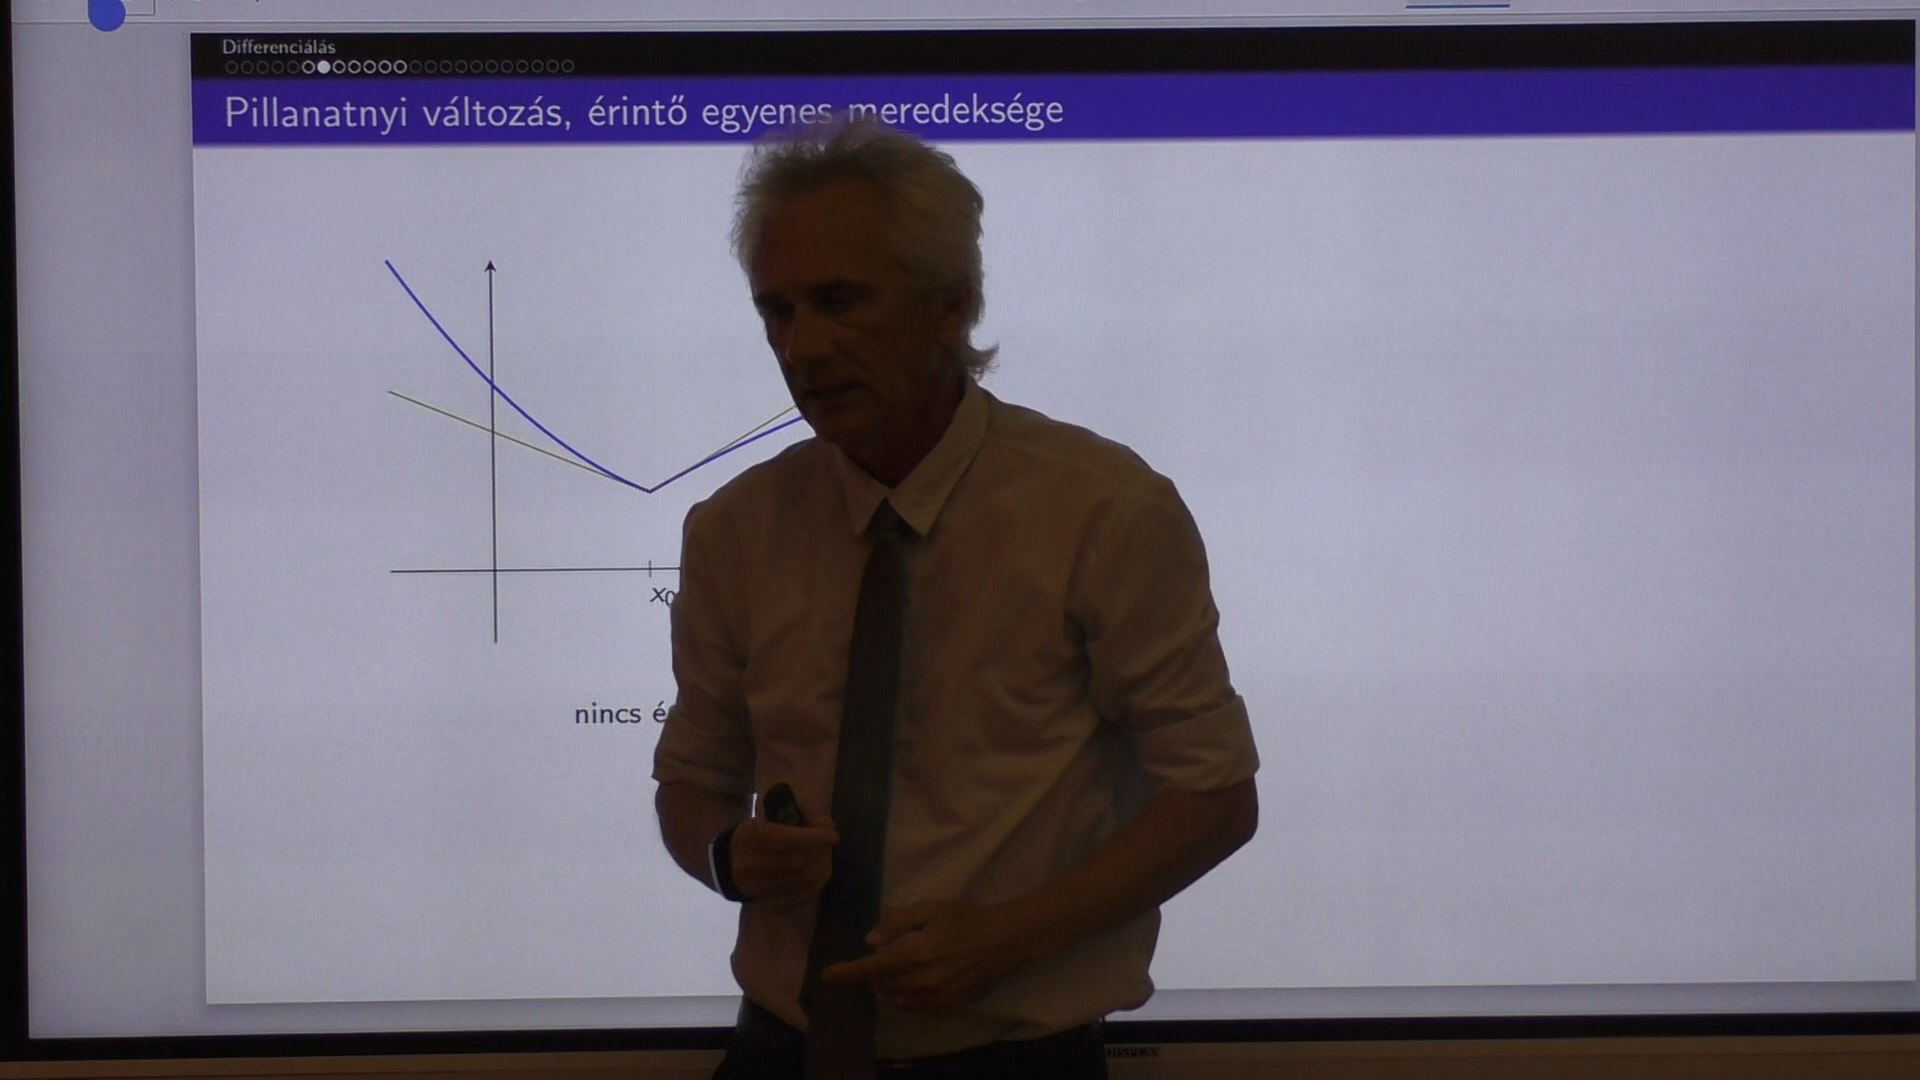 Differenciálás
Pillanatnyi változás, érintő egyenes meredeksége
x₀
nincs é